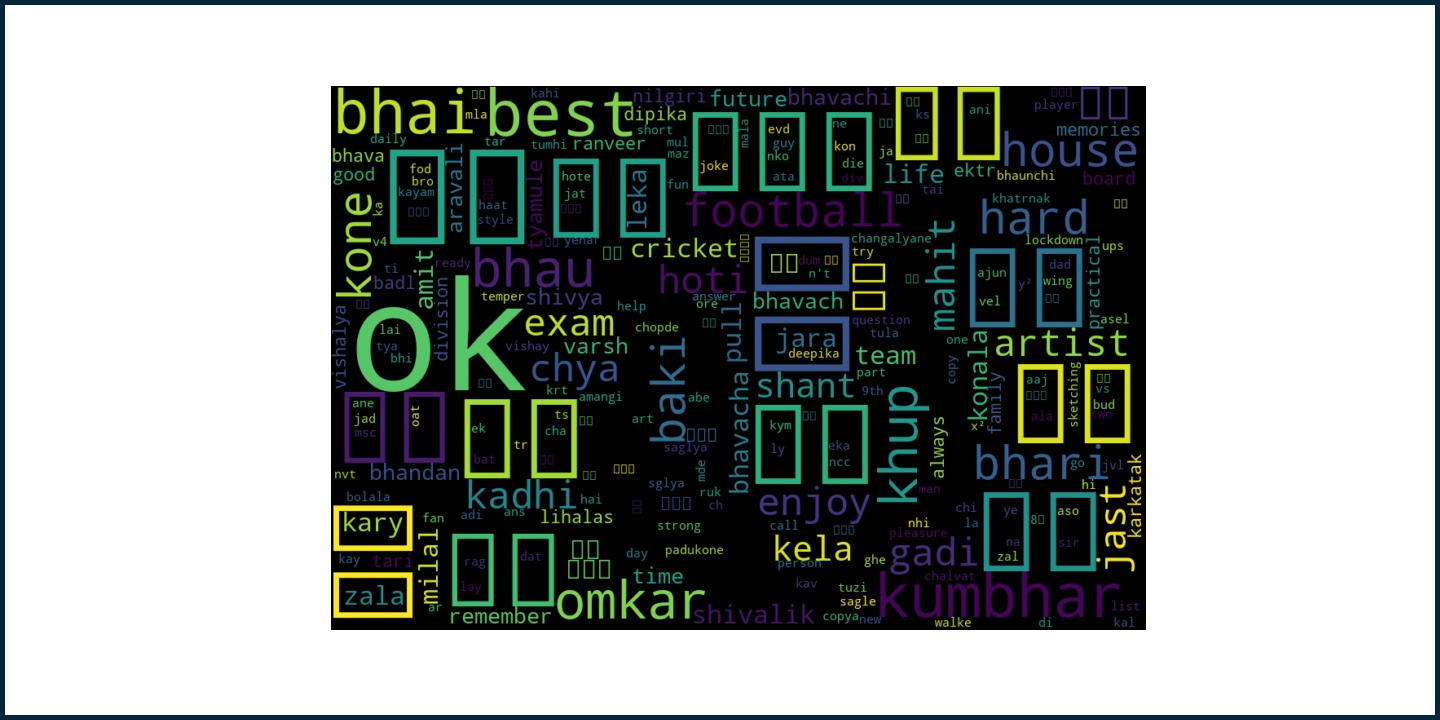 bhai
best
kahi
nilgiri
future
bhavachi
player
mla
dipika
ks
ani
memories
daily
tar
tumhi
ranveer
short
mul
maz
mala
evd
guy
nko
ata
ne
kon
die
div
ja
house
bhava
good
fod
bro
kayam
aravali
haat
style
tyamule
hote
jat
leka
fun
joke
life
tai
ektr
bhaunchi
board
kone
ka
v4
football
khatrnak
hard
yenar
cricket
changalyane
try
mahit
lockdown
ups
ti
badl
amit
ready
bhau
hoti
dum
n't
ajun
vel
y²
dad
wing
practical
temper
shivya
help
answer
ore
bhavach
asel
ok
lai
tya
bhi
division
vishalya
exam
chopde
pull
jara
deepika
question
tula
one
artist
vishay
varsh
team
chya
baki
shant
part
9th
copy
konala
family
aaj
ala
sketching
vs
bud
two
krt
amangi
abe
ane
jad
msc
oat
ek
bat
tr
ts
cha
art
saglya
bhavacha
kym
ly
eka
ncc
khup
always
x²
nvt
bhandan
bhari
go
jvl
kadhi
hai
sglya
mde
ruk
ch
enjoy
man
hi
jast
karkatak
bolala
kary
fan
adi
ans
lihalas
strong
call
nhi
chi
la
ye
na
zal
aso
sir
pleasure
kay
tari
milal
rag
lay
dat
day
padukone
kela
person
ghe
gadi
chalvat
zala
ar
time
kav
tuzi
sagle
kumbhar
list
remember
omkar
shivalik
copya
new
walke
di
kal